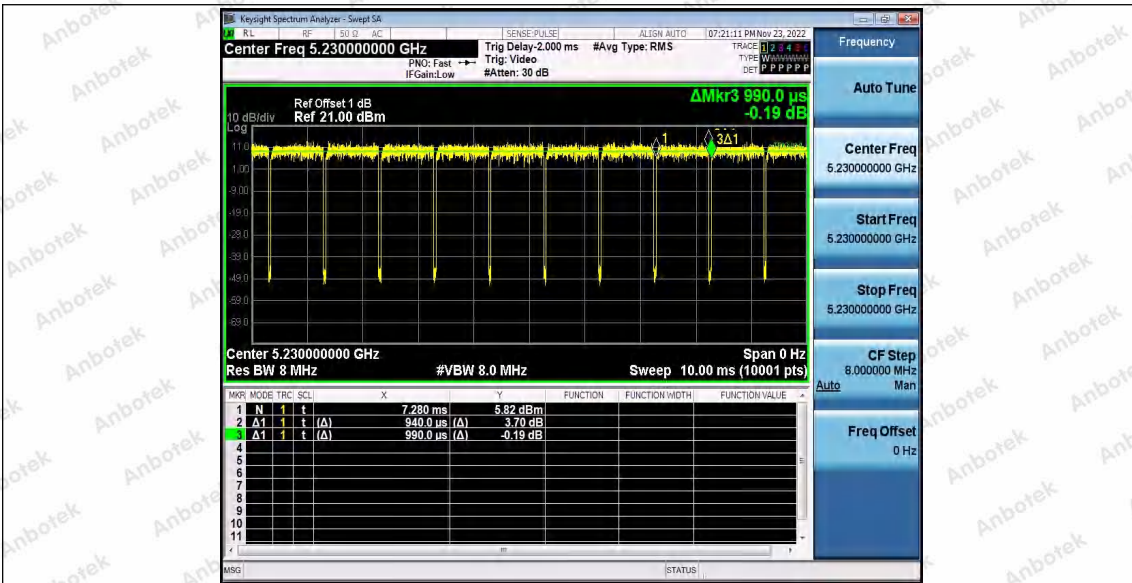 Keysight Spectrum Analyzer - Swept SA
RL RF 50 Ω AC SENSE:PULSE ALIGN AUTO 07:21:11 PM Nov 23, 2022
Center Freq 5.230000000 GHz
PNO: Fast
IFGain:Low
Trig Delay-2.000 ms
Trig: Video
#Atten: 30 dB
#Avg Type: RMS
TRACE 1 2 3 4 5 6
TYPE WWWWWW
DET P P P P P P
Frequency
Auto Tune
Center Freq
5.230000000 GHz
Start Freq
5.230000000 GHz
Stop Freq
5.230000000 GHz
CF Step
8.000000 MHz
Auto Man
Freq Offset
0 Hz
ΔMkr3 990.0 µs
-0.19 dB
Ref Offset 1 dB
10 dB/div Ref 21.00 dBm
Log
11.0
1.00
-9.00
-19.0
-29.0
-39.0
-49.0
-59.0
-69.0
1
3Δ1
Center 5.230000000 GHz Span 0 Hz
Res BW 8 MHz #VBW 8.0 MHz Sweep 10.00 ms (10001 pts)
MKR MODE TRC SCL X Y FUNCTION FUNCTION WIDTH FUNCTION VALUE
1 N 1 t 7.280 ms 5.82 dBm
2 Δ1 1 t (Δ) 940.0 µs (Δ) 3.70 dB
3 Δ1 1 t (Δ) 990.0 µs (Δ) -0.19 dB
4
5
6
7
8
9
10
11
MSG STATUS
Anbotek